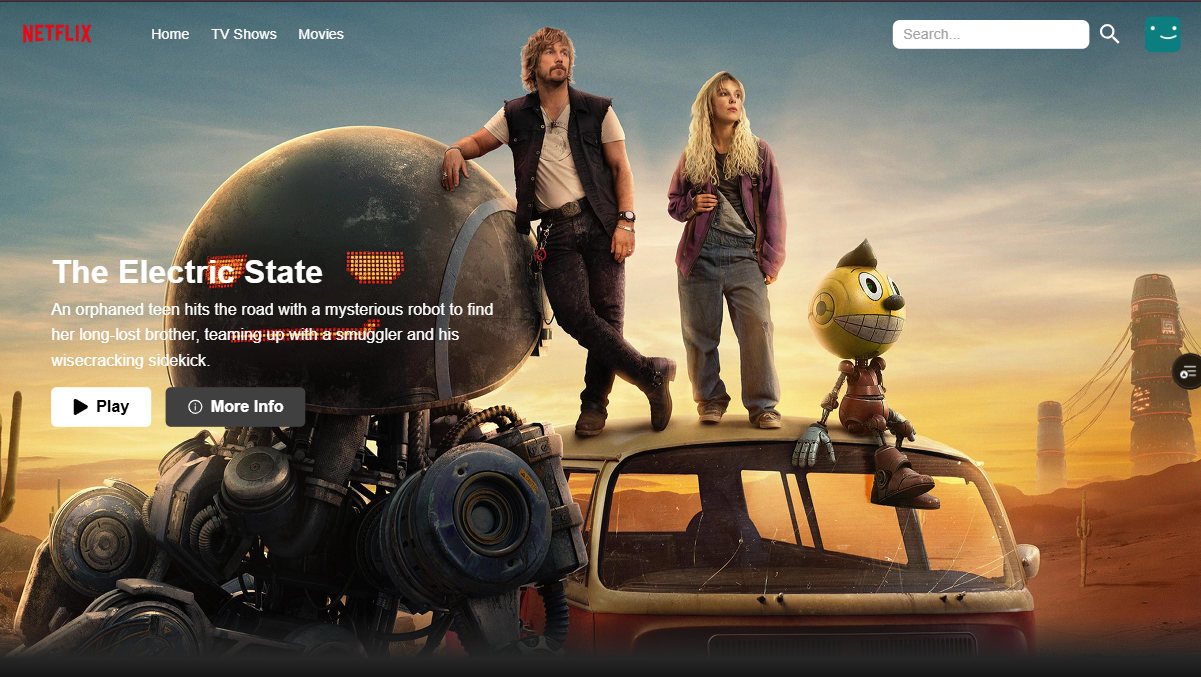 NETFLIX
Home
TV Shows
Movies
Search...
The Electric State
An orphaned teen hits the road with a mysterious robot to find
her long-lost brother, teaming up with a smuggler and his
wisecracking sidekick.
Play
More Info